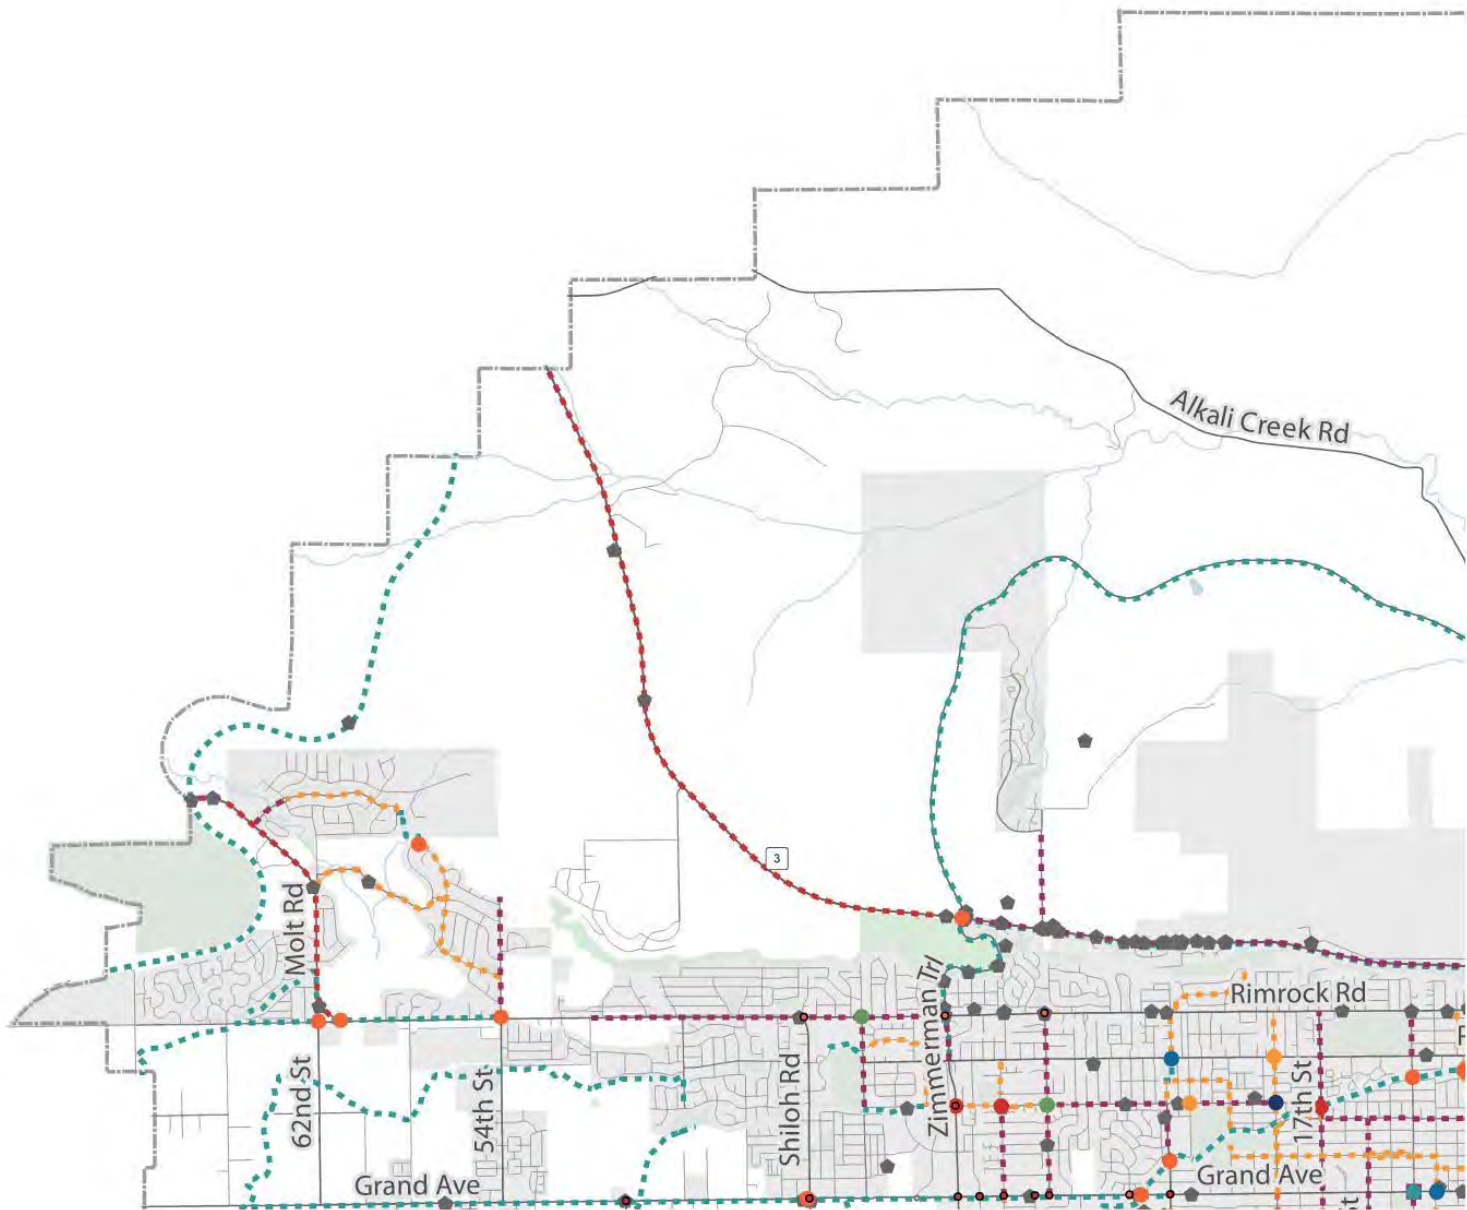 Alkali Creek Rd
3
Molt Rd
Zimmerman Trl
Rimrock Rd
62nd St
54th St
Shiloh Rd
17th St
Grand Ave
Grand Ave
St